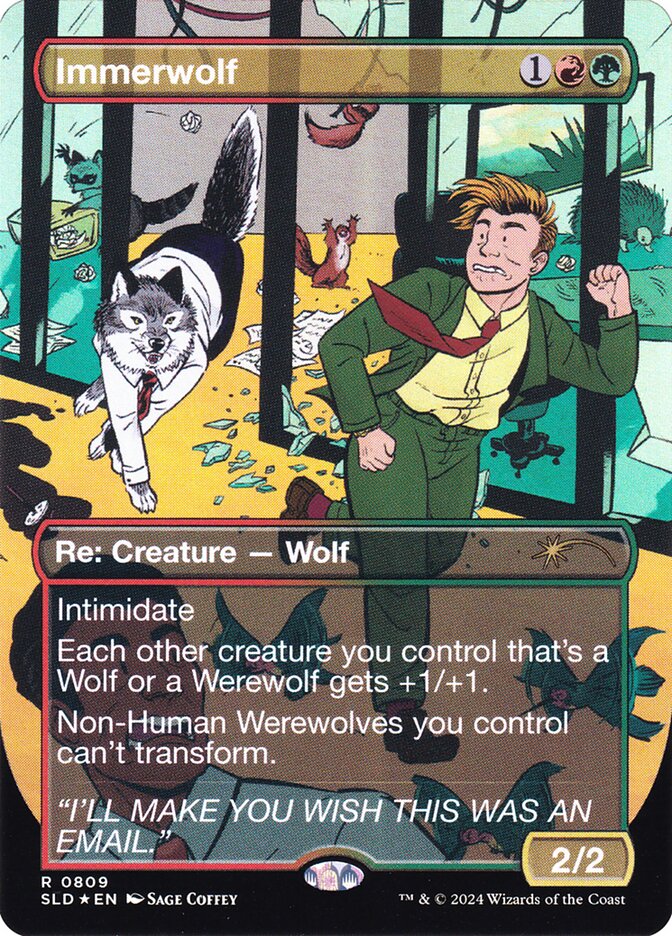 Immerwolf
1
Re: Creature — Wolf
Intimidate
Each other creature you control that's a
Wolf or a Werewolf gets +1/+1.
Non-Human Werewolves you control
can't transform.
“I'LL MAKE YOU WISH THIS WAS AN
EMAIL.”
2/2
R 0809
SLD ★ EN Sage Coffey
™ & © 2024 Wizards of the Coast